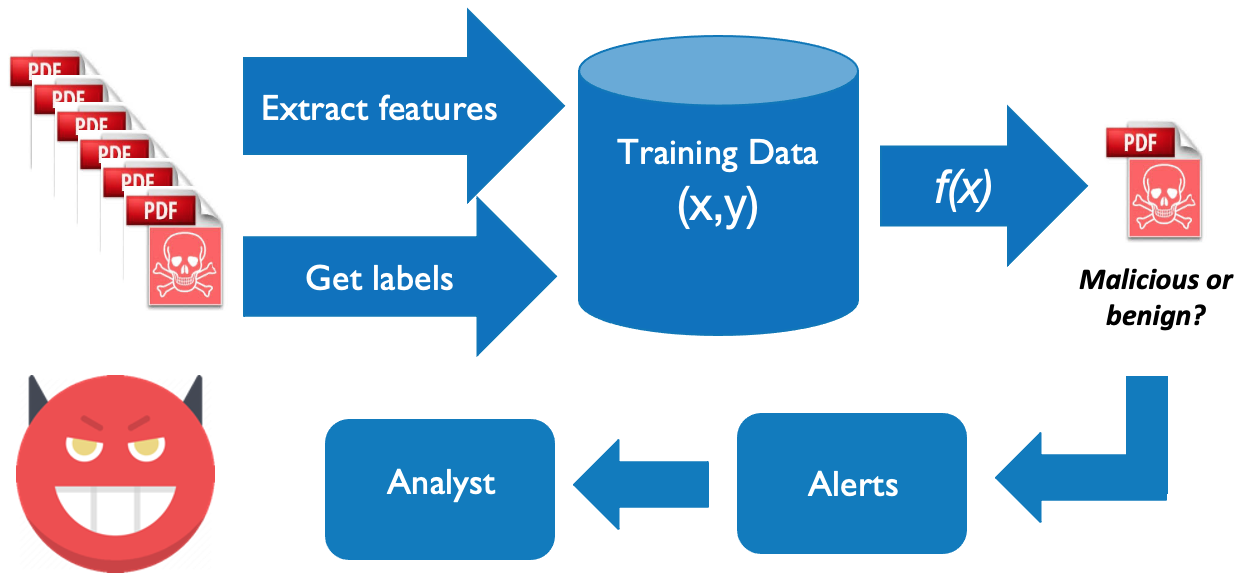 PDF
PDF
PDF
PDF
PDF
PDF
Extract features
Get labels
Training Data
(x,y)
f(x)
PDF
Malicious or
benign?
Analyst
Alerts